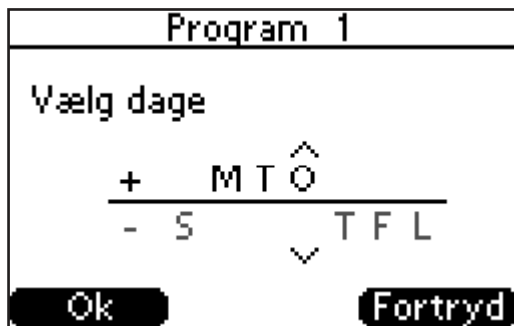 Program 1
Vælg dage
+ M T O
- S T F L
Ok Fortryd